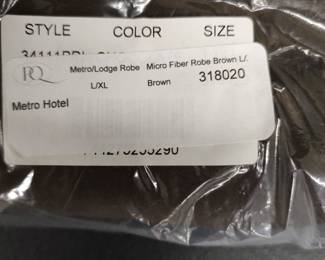 STYLE COLOR SIZE
RQ Metro/Lodge Robe Micro Fiber Robe Brown L/.
L/XL Brown 318020
Metro Hotel